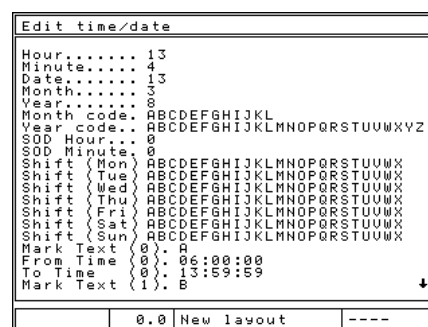 Edit time/date
Hour....... 13
Minute..... 4
Date....... 13
Month...... 3
Year....... 8
Month code. ABCDEFGHIJKL
Year code.. ABCDEFGHIJKLMNOPQRSTUVWXYZ
SOD Hour... 0
SOD Minute. 0
Shift (Mon) ABCDEFGHIJKLMNOPQRSTUVWX
Shift (Tue) ABCDEFGHIJKLMNOPQRSTUVWX
Shift (Wed) ABCDEFGHIJKLMNOPQRSTUVWX
Shift (Thu) ABCDEFGHIJKLMNOPQRSTUVWX
Shift (Fri) ABCDEFGHIJKLMNOPQRSTUVWX
Shift (Sat) ABCDEFGHIJKLMNOPQRSTUVWX
Shift (Sun) ABCDEFGHIJKLMNOPQRSTUVWX
Mark Text (0). A
From Time (0). 06:00:00
To Time (0). 13:59:59
Mark Text (1). B
0.0 New layout ----